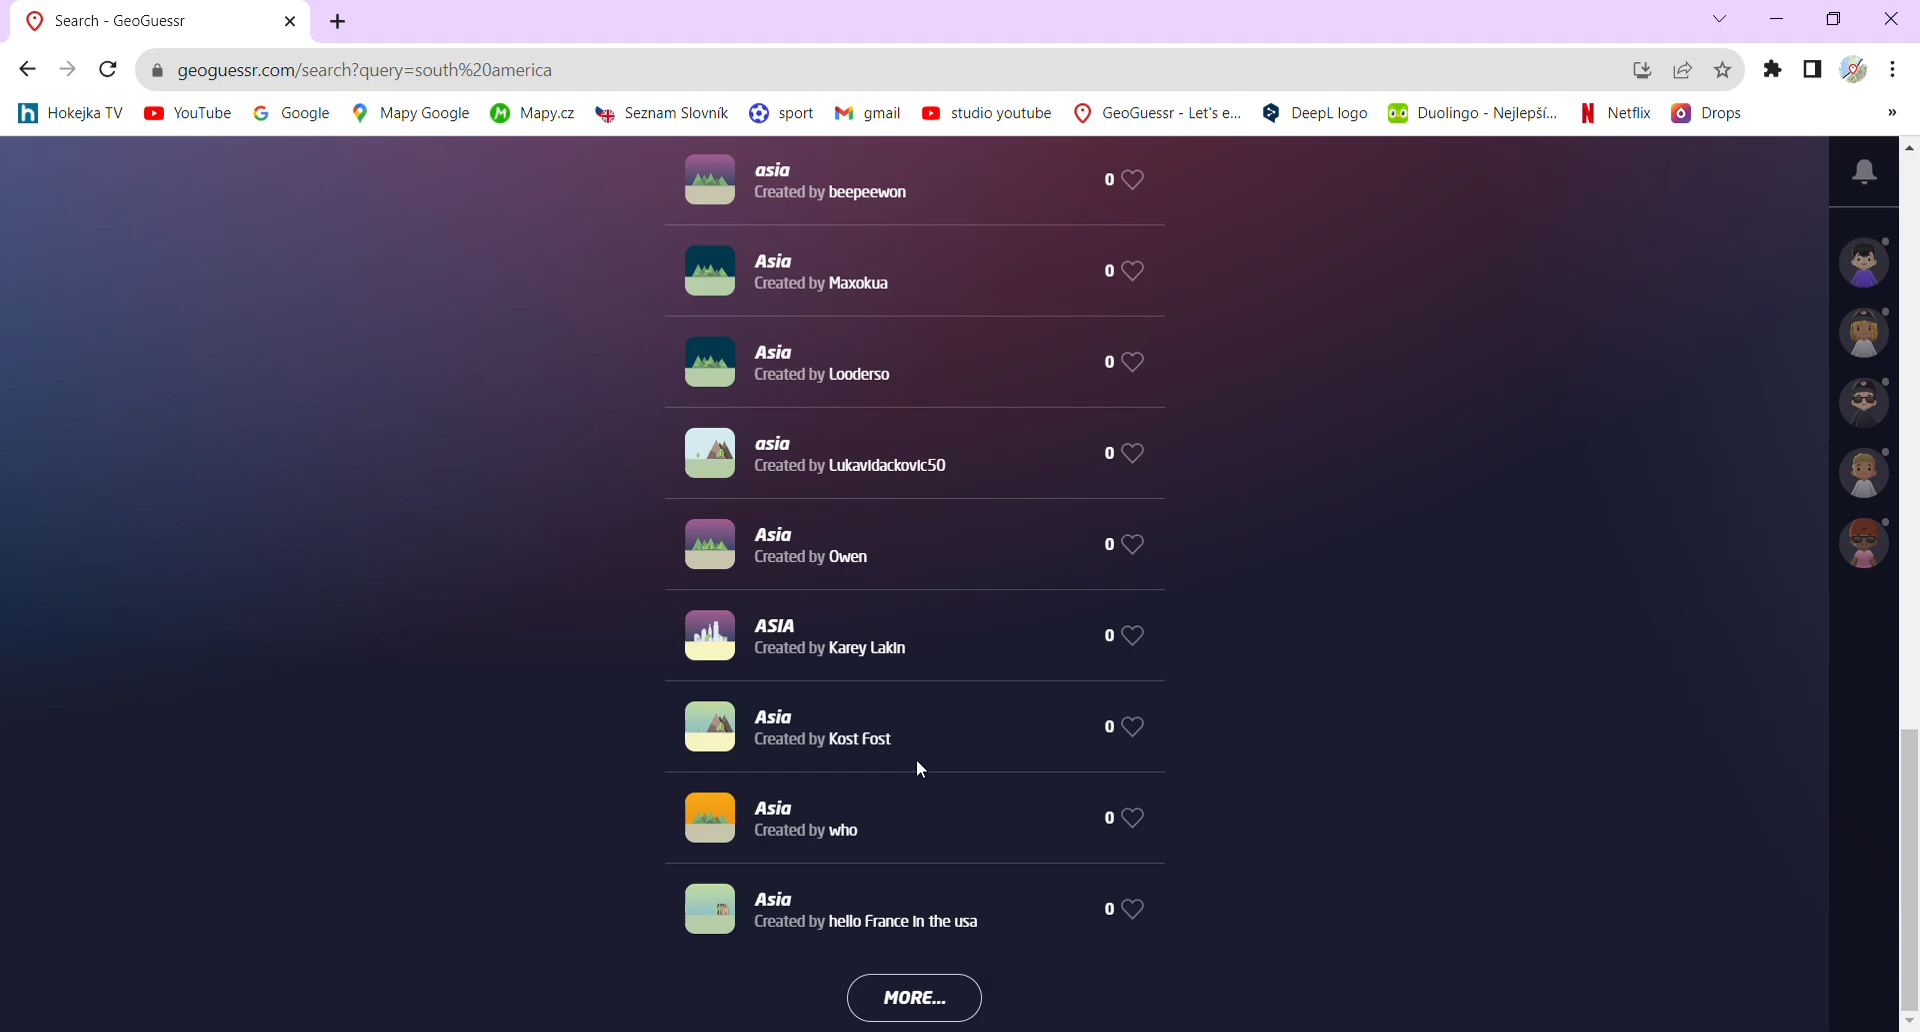 Search - GeoGuessr
geoguessr.com/search?query=south%20america
Hokejka TV YouTube Google Mapy Google Mapy.cz Seznam Slovník sport gmail studio youtube GeoGuessr - Let's e... DeepL logo Duolingo - Nejlepší... Netflix Drops »
asia
Created by beepeewon
0
Asia
Created by Maxokua
0
Asia
Created by Looderso
0
asia
Created by Lukavidackovic50
0
Asia
Created by Owen
0
ASIA
Created by Karey Lakin
0
Asia
Created by Kost Fost
0
Asia
Created by who
0
Asia
Created by hello France in the usa
0
MORE...